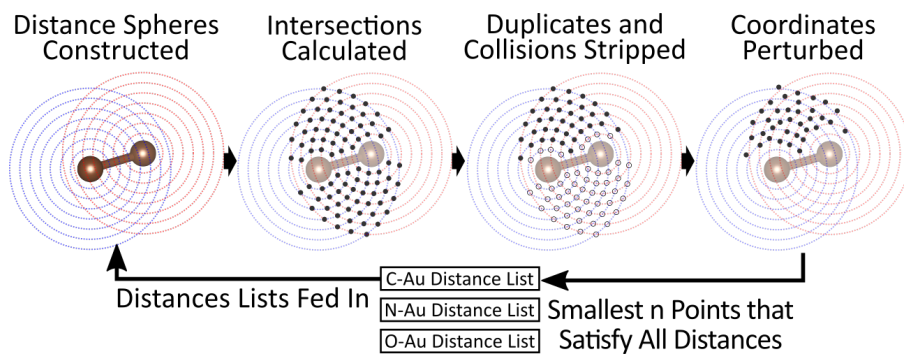 Distance Spheres
Constructed
Intersections
Calculated
Duplicates and
Collisions Stripped
Coordinates
Perturbed
Distances Lists Fed In
C-Au Distance List
N-Au Distance List
O-Au Distance List
Smallest n Points that
Satisfy All Distances